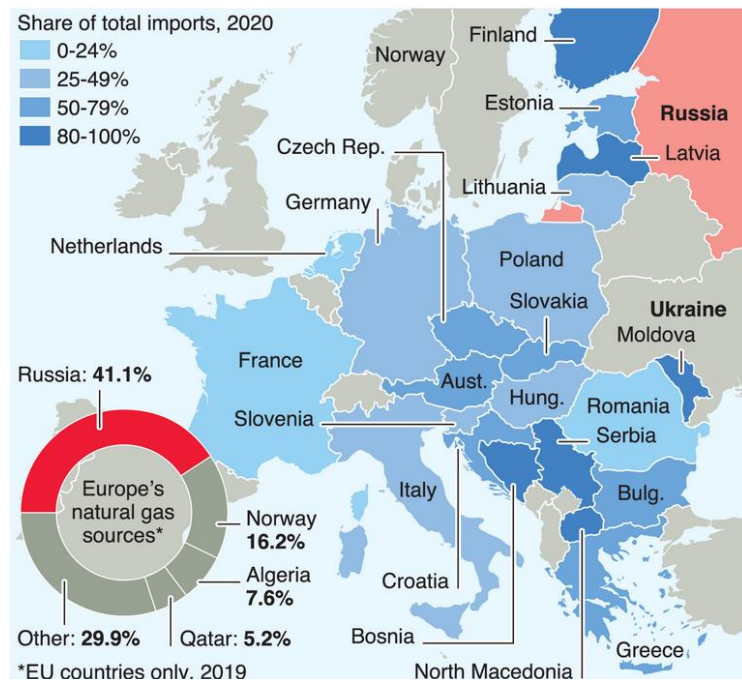 Share of total imports, 2020
0-24%
25-49%
50-79%
80-100%
Finland
Norway
Estonia
Russia
Czech Rep.
Latvia
Lithuania
Germany
Netherlands
Poland
Slovakia
Ukraine
Moldova
France
Russia: 41.1%
Aust.
Hung.
Slovenia
Romania
Serbia
Europe's
natural gas
sources*
Italy
Bulg.
Norway
16.2%
Algeria
7.6%
Croatia
Other: 29.9%
Qatar: 5.2%
Bosnia
Greece
*EU countries only, 2019
North Macedonia